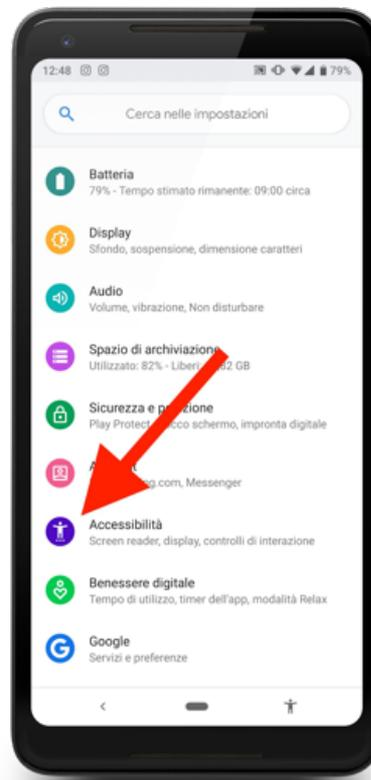 12:48 79%
Cerca nelle impostazioni
Batteria
79% - Tempo stimato rimanente: 09:00 circa
Display
Sfondo, sospensione, dimensione caratteri
Audio
Volume, vibrazione, Non disturbare
Spazio di archiviazione
Utilizzato: 82% - Liberi: GB
Sicurezza e
Play Protect, schermo, impronta digitale
Messenger
Accessibilità
Screen reader, display, controlli di interazione
Benessere digitale
Tempo di utilizzo, timer dell'app, modalità Relax
Google
Servizi e preferenze